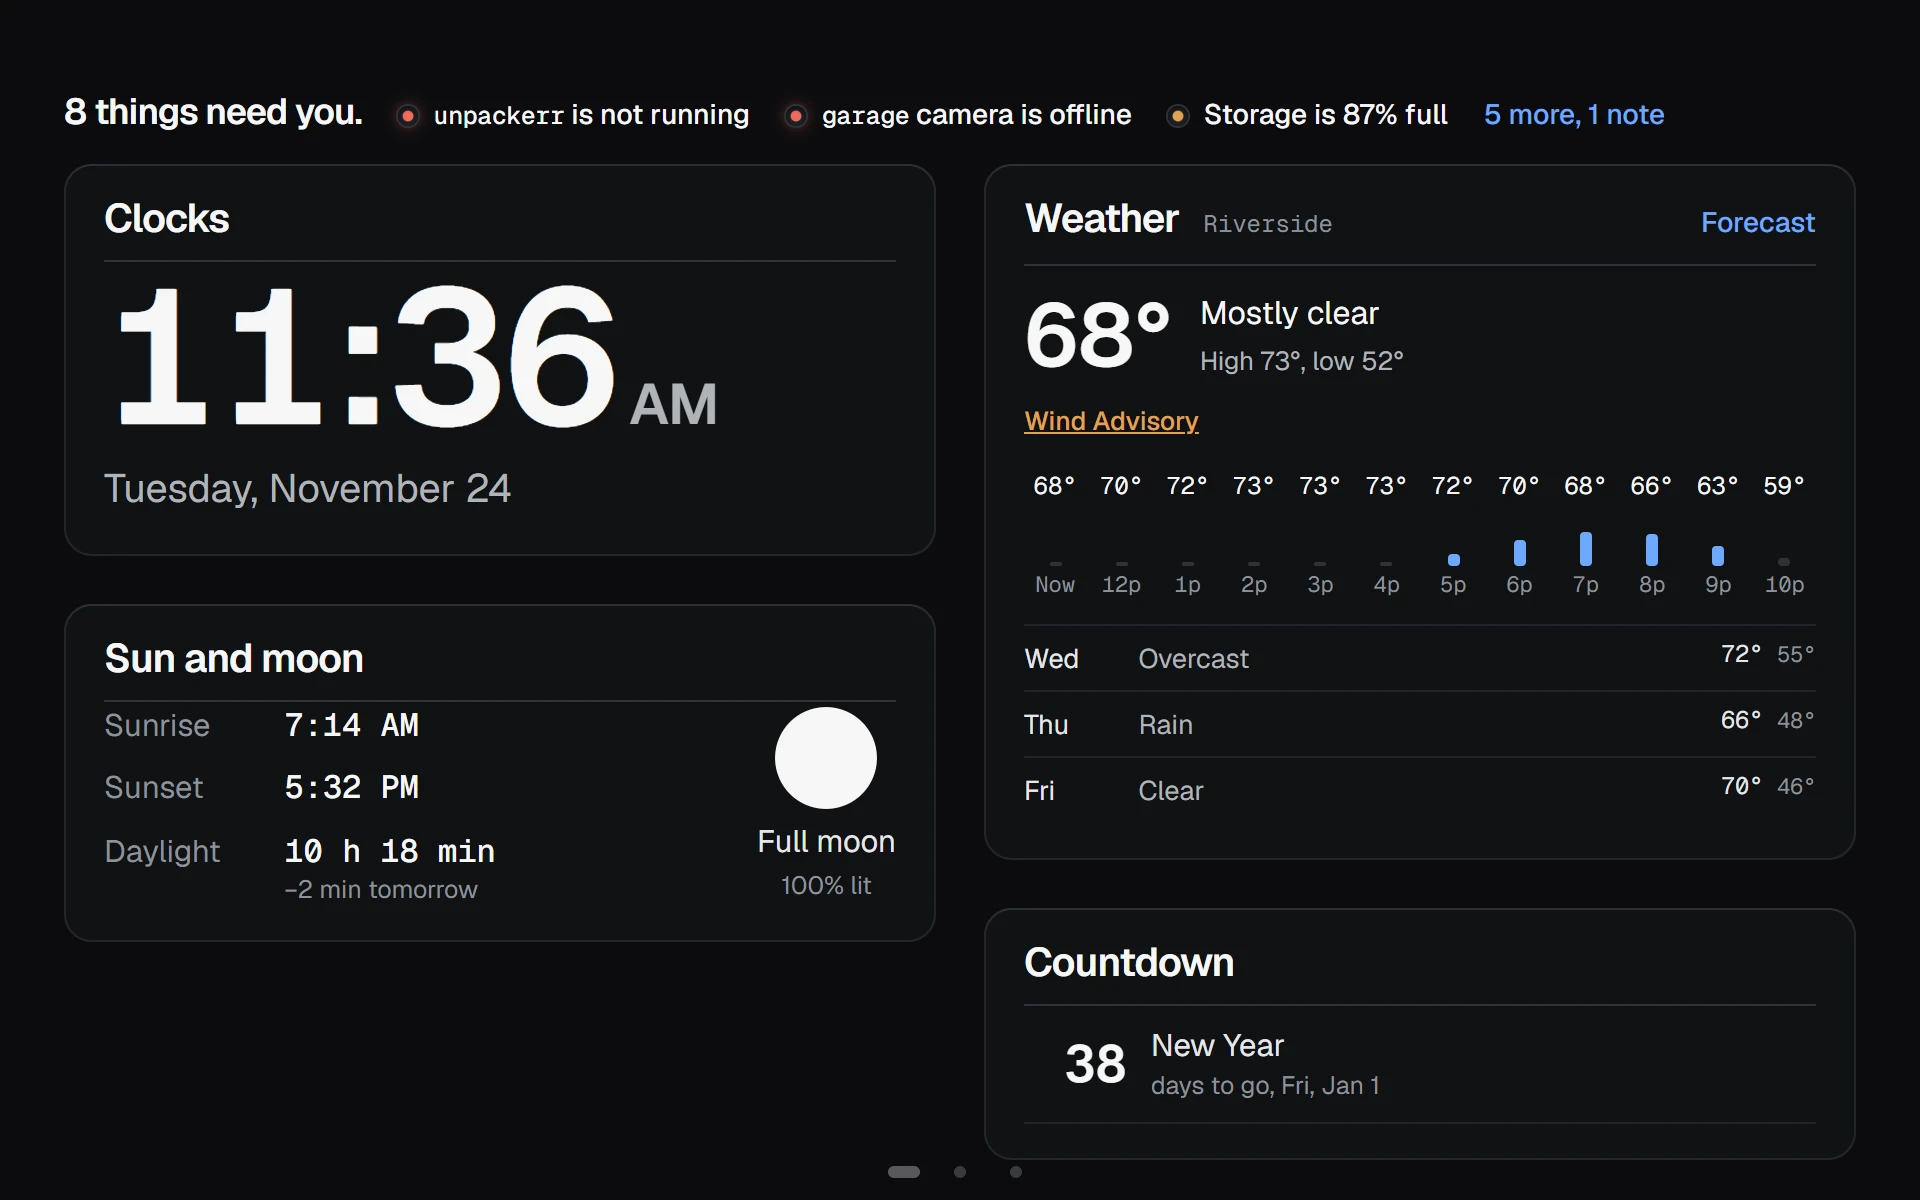 8 things need you. unpackerr is not running garage camera is offline Storage is 87% full 5 more, 1 note
Clocks
11:36 AM
Tuesday, November 24
Sun and moon
Sunrise 7:14 AM
Sunset 5:32 PM
Daylight 10 h 18 min
−2 min tomorrow
Full moon
100% lit
Weather Riverside Forecast
68° Mostly clear
High 73°, low 52°
Wind Advisory
68° 70° 72° 73° 73° 73° 72° 70° 68° 66° 63° 59°
Now 12p 1p 2p 3p 4p 5p 6p 7p 8p 9p 10p
Wed Overcast 72° 55°
Thu Rain 66° 48°
Fri Clear 70° 46°
Countdown
38 New Year
days to go, Fri, Jan 1